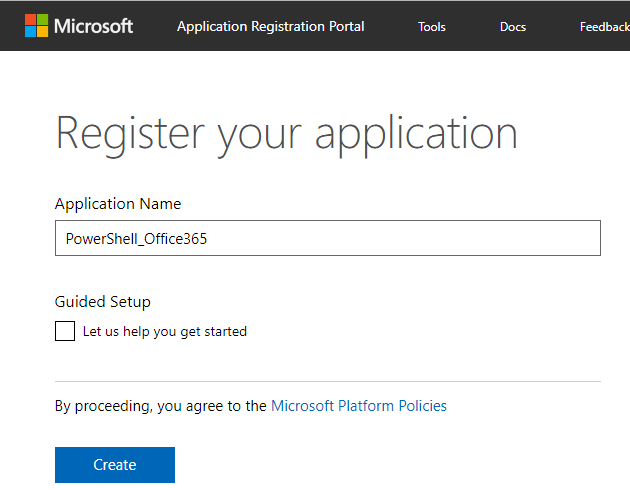 Microsoft Application Registration Portal Tools Docs Feedback
Register your application
Application Name
PowerShell_Office365
Guided Setup
Let us help you get started
By proceeding, you agree to the Microsoft Platform Policies
Create